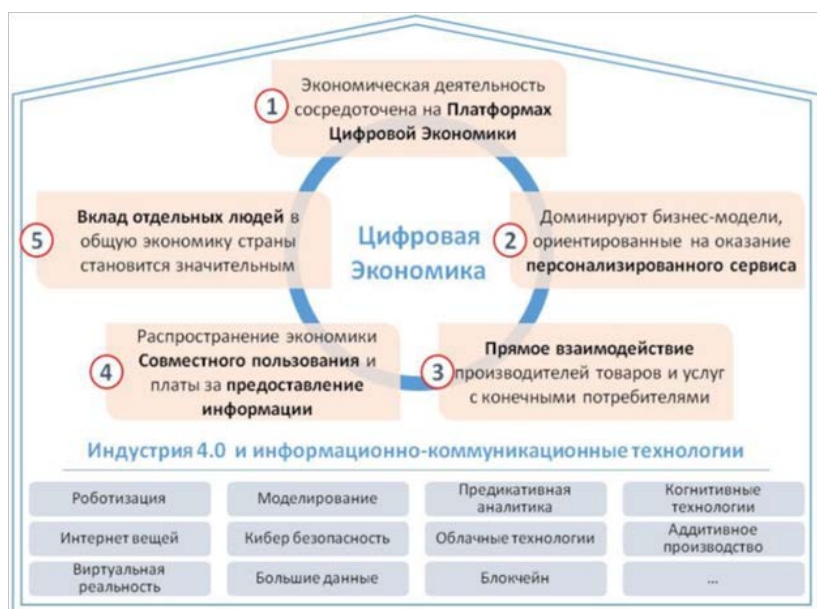 Экономическая деятельность
1
сосредоточена на Платформах
Цифровой Экономики
Цифровая
Экономика
Доминируют бизнес-модели,
2
ориентированные на оказание
персонализированного сервиса
Прямое взаимодействие
3
производителей товаров и услуг
с конечными потребителями
Распространение экономики
4
Совместного пользования и
платы за предоставление
информации
Вклад отдельных людей в
5
общую экономику страны
становится значительным
Индустрия 4.0 и информационно-коммуникационные технологии
Роботизация
Моделирование
Предикативная
аналитика
Когнитивные
технологии
Интернет вещей
Кибер безопасность
Облачные технологии
Аддитивное
производство
Виртуальная
реальность
Большие данные
Блокчейн
...